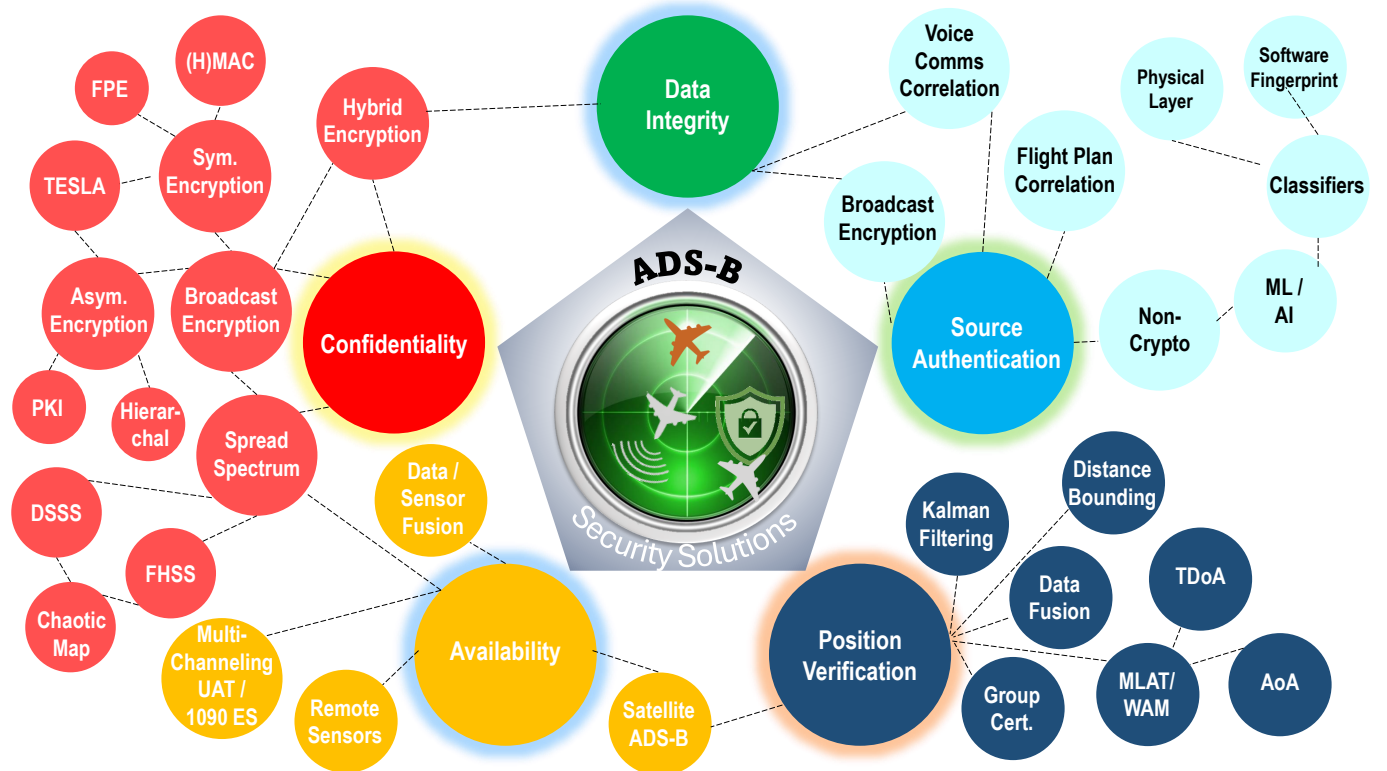 (H)MAC
FPE
Hybrid
Encryption
Sym.
Encryption
TESLA
Asym.
Encryption
Broadcast
Encryption
PKI
Hierar-
chal
Spread
Spectrum
DSSS
FHSS
Chaotic
Map
Confidentiality
Data
Integrity
ADS-B
Security Solutions
Voice
Comms
Correlation
Broadcast
Encryption
Flight Plan
Correlation
Physical
Layer
Software
Fingerprint
Classifiers
ML /
AI
Non-
Crypto
Source
Authentication
Data /
Sensor
Fusion
Availability
Multi-
Channeling
UAT /
1090 ES
Remote
Sensors
Satellite
ADS-B
Position
Verification
Kalman
Filtering
Distance
Bounding
Data
Fusion
TDoA
AoA
MLAT/
WAM
Group
Cert.